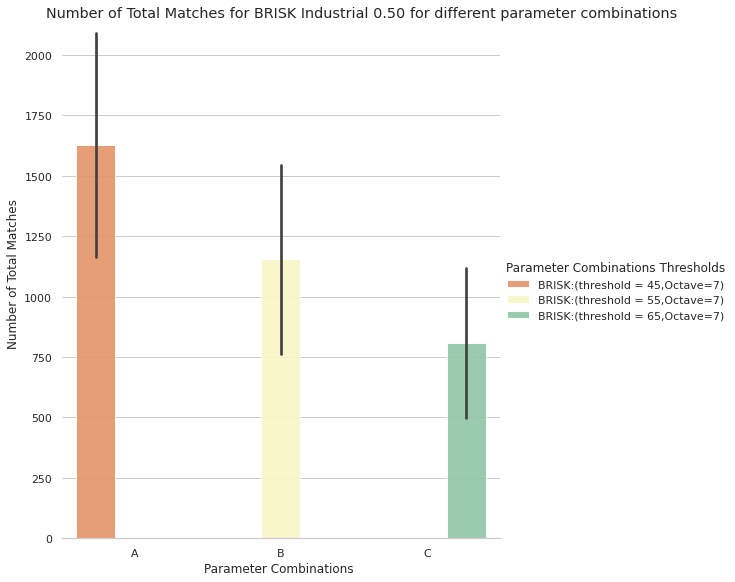 Number of Total Matches for BRISK Industrial 0.50 for different parameter combinations
2000
1750
1500
1250
1000
750
500
250
0
Number of Total Matches
A
B
C
Parameter Combinations
Parameter Combinations Thresholds
BRISK:(threshold = 45,Octave=7)
BRISK:(threshold = 55,Octave=7)
BRISK:(threshold = 65,Octave=7)